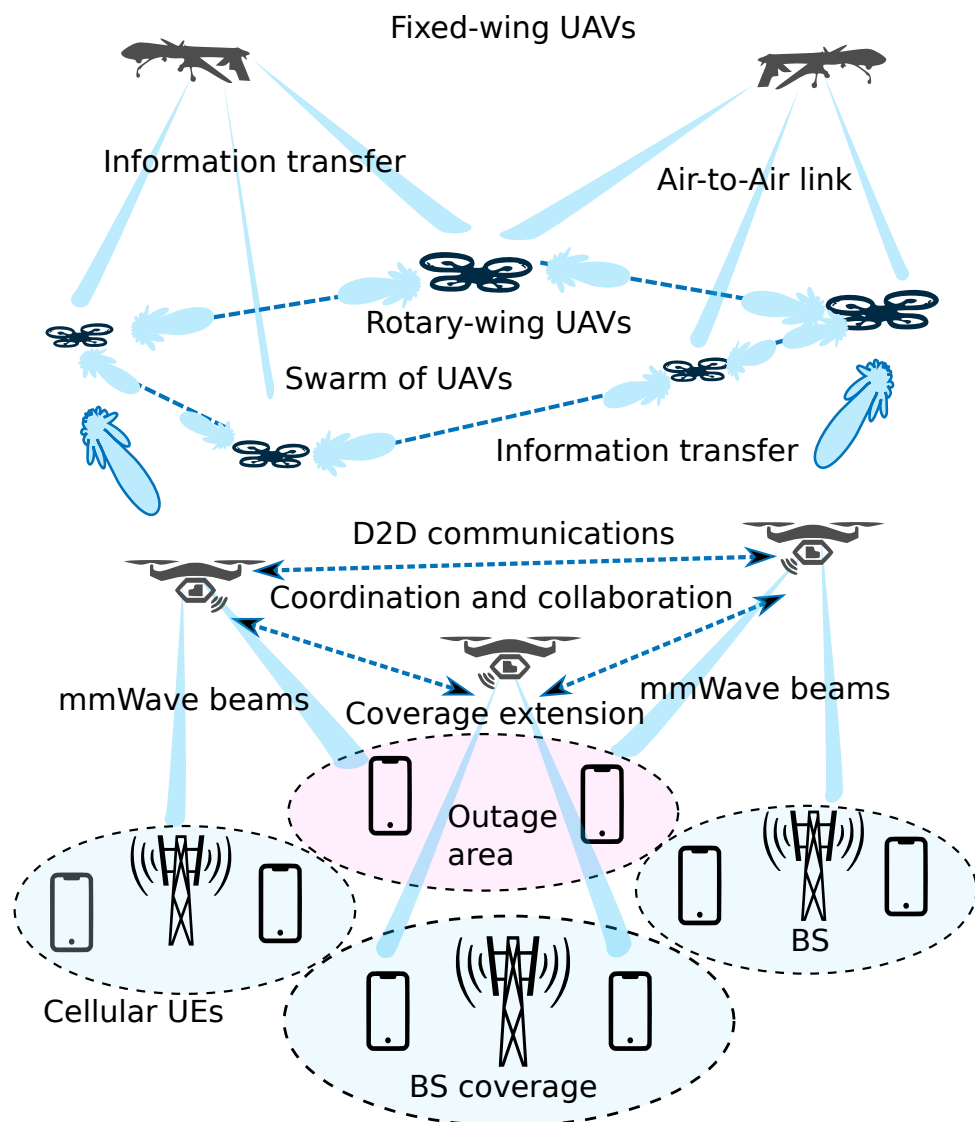 Fixed-wing UAVs
Information transfer
Air-to-Air link
Rotary-wing UAVs
Swarm of UAVs
Information transfer
D2D communications
Coordination and collaboration
mmWave beams
mmWave beams
Coverage extension
Outage
area
BS
Cellular UEs
BS coverage